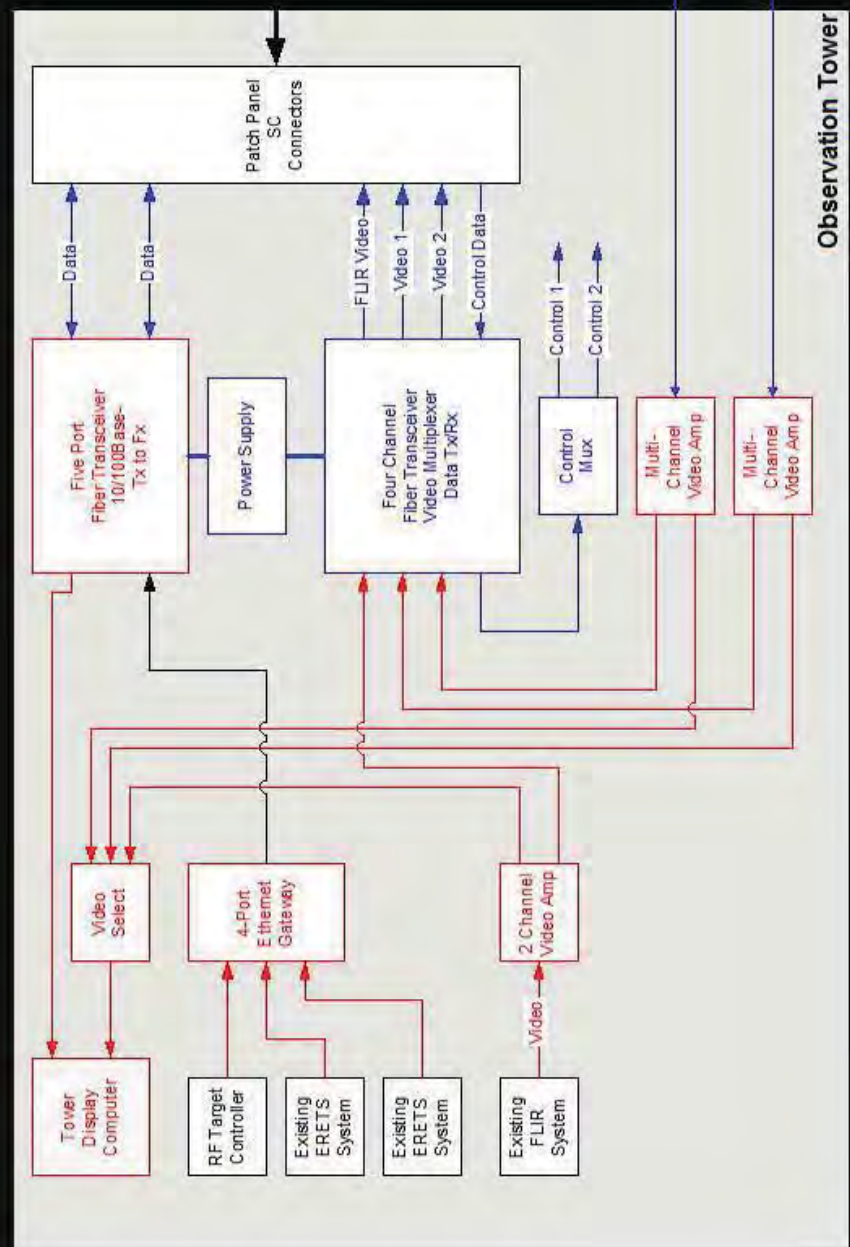 Observation Tower
Tower
Display
Computer
Video
Select
Five Port
Fiber Transceiver
10/100Base-
Tx to Fx
Data
Data
Patch Panel
SC
Connectors
RF Target
Controller
Existing
ERETS
System
Existing
ERETS
System
4-Port
Ethernet
Gateway
Power Supply
Four Channel
Fiber Transceiver
Video Multiplexer
Data Tx/Rx
FLIR Video
Video 1
Video 2
Control Data
Existing
FLIR
System
Video
2 Channel
Video Amp
Control
Mux
Control 1
Control 2
Multi-
Channel
Video Amp
Multi-
Channel
Video Amp